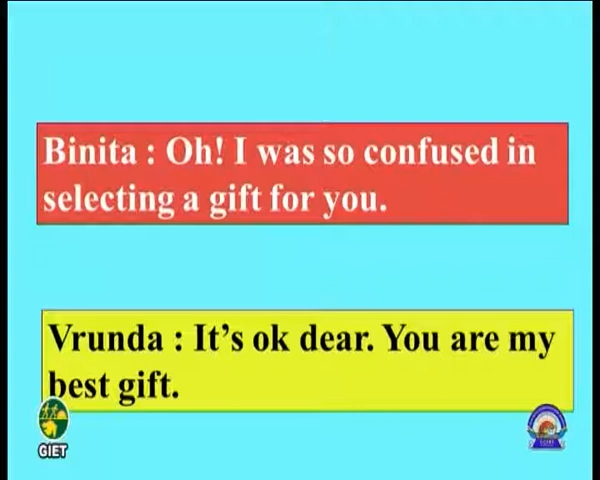 Binita : Oh! I was so confused in
selecting a gift for you.
Vrunda : It's ok dear. You are my
best gift.
GIET